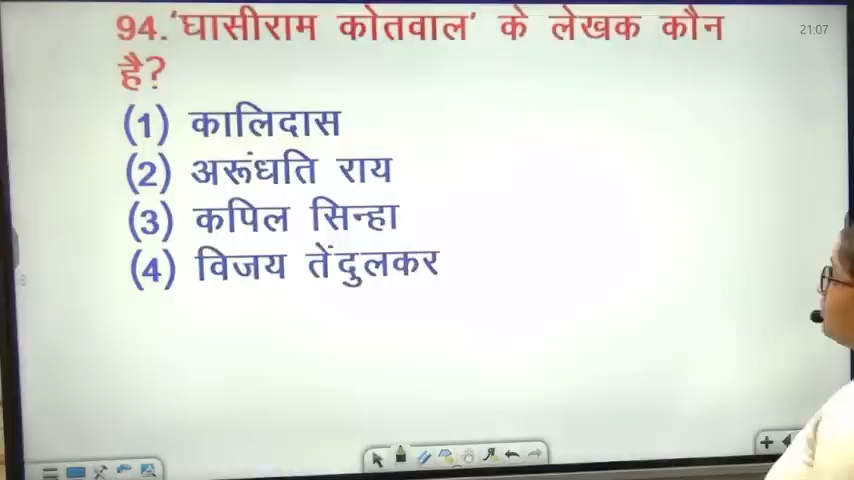 94.'घासीराम कोतवाल' के लेखक कौन
है?
(1) कालिदास
(2) अरूंधति राय
(3) कपिल सिन्हा
(4) विजय तेंदुलकर
21:07